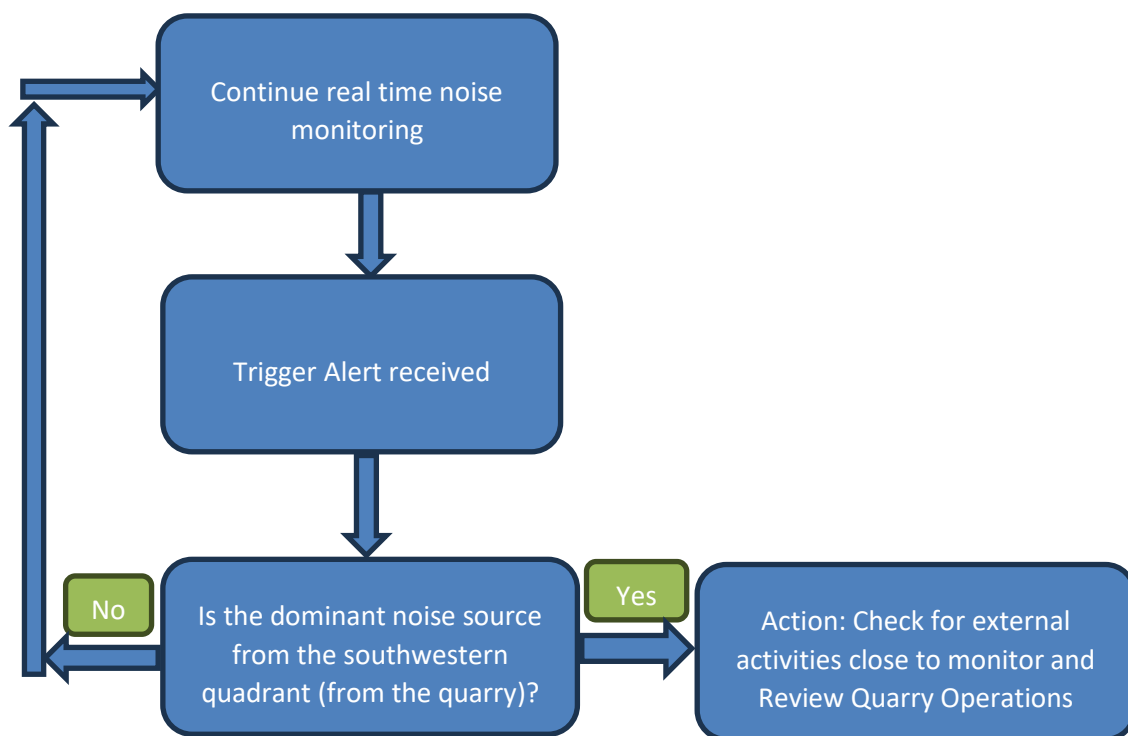 Continue real time noise
monitoring
Trigger Alert received
No
Is the dominant noise source
from the southwestern
quadrant (from the quarry)?
Yes
Action: Check for external
activities close to monitor and
Review Quarry Operations